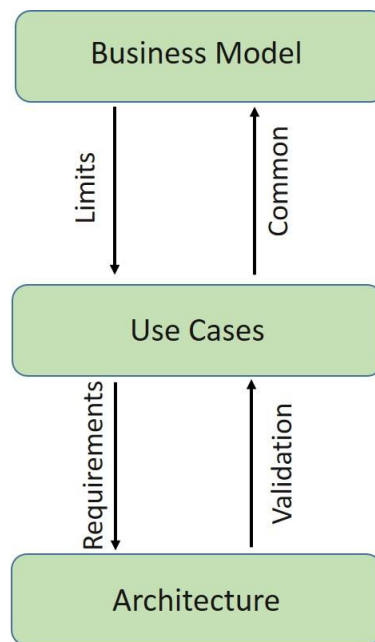 Business Model
Limits
Common
Use Cases
Requirements
Validation
Architecture